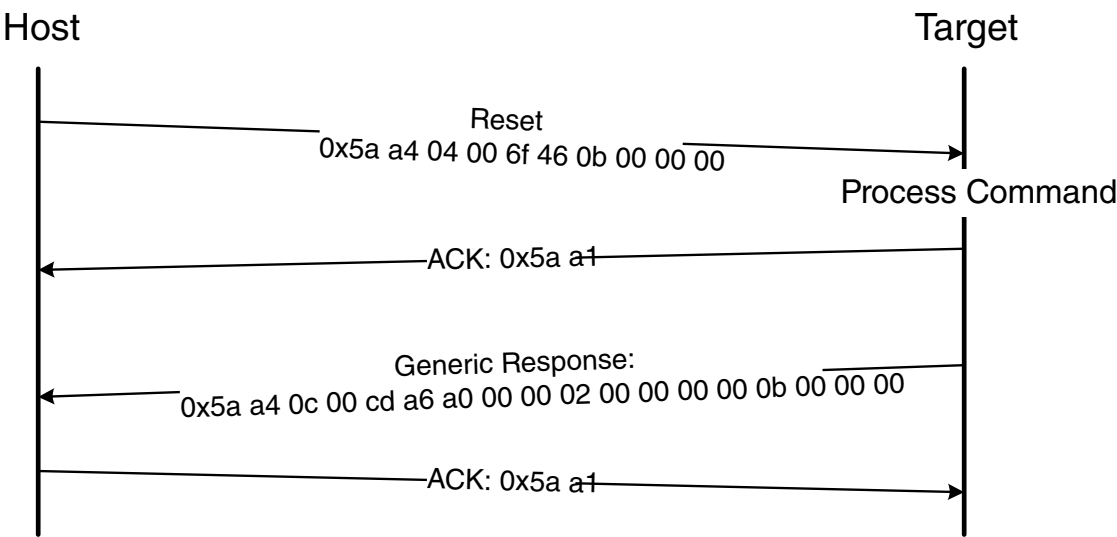 Host
Target
Reset
0x5a a4 04 00 6f 46 0b 00 00 00
Process Command
ACK: 0x5a a1
Generic Response:
0x5a a4 0c 00 cd a6 a0 00 00 02 00 00 00 00 0b 00 00 00
ACK: 0x5a a1